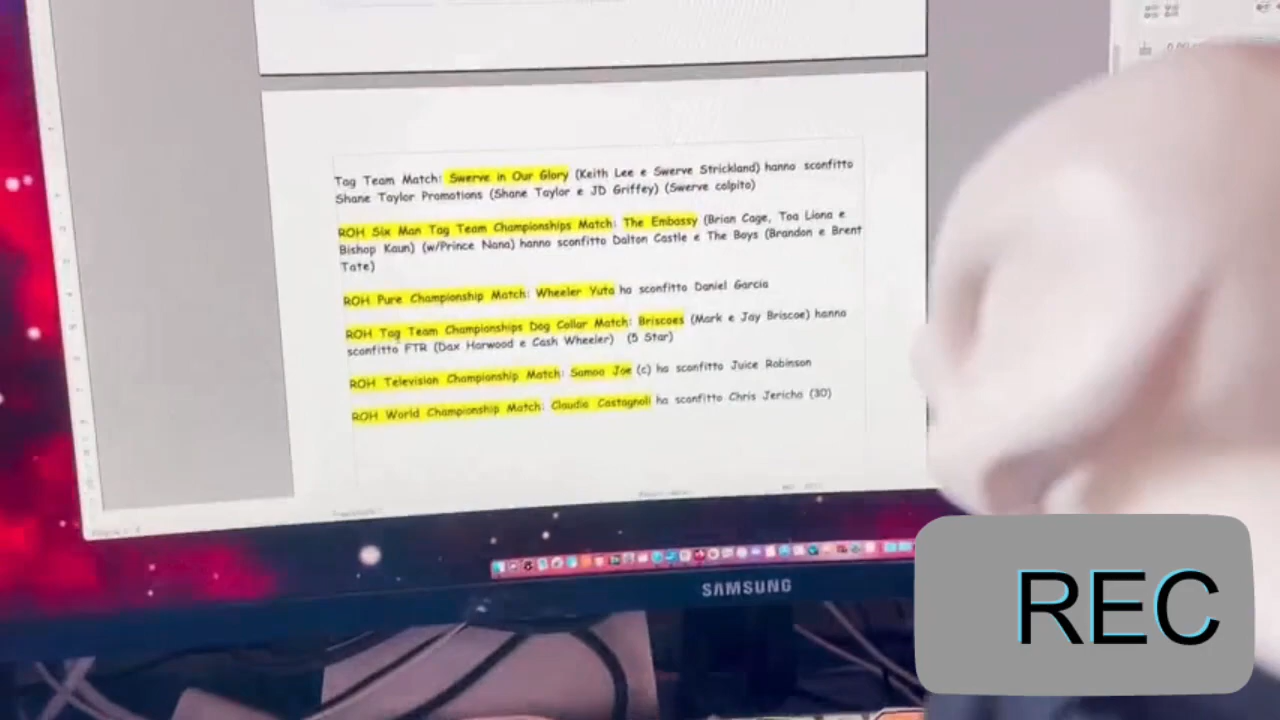 Tag Team Match: Swerve in Our Glory (Keith Lee e Swerve Strickland) hanno sconfitto
Shane Taylor Promotions (Shane Taylor e JD Griffey) (Swerve colpito)
ROH Six Man Tag Team Championships Match: The Embassy (Brian Cage, Toa Liona e
Bishop Kaun) (w/Prince Nana) hanno sconfitto Dalton Castle e The Boys (Brandon e Brent
Tate)
ROH Pure Championship Match: Wheeler Yuta ha sconfitto Daniel Garcia
ROH Tag Team Championships Dog Collar Match: Briscoes (Mark e Jay Briscoe) hanno
sconfitto FTR (Dax Harwood e Cash Wheeler) (5 Star)
ROH Television Championship Match: Samoa Joe (c) ha sconfitto Juice Robinson
ROH World Championship Match: Claudio Castagnoli ha sconfitto Chris Jericho (30)
SAMSUNG
REC